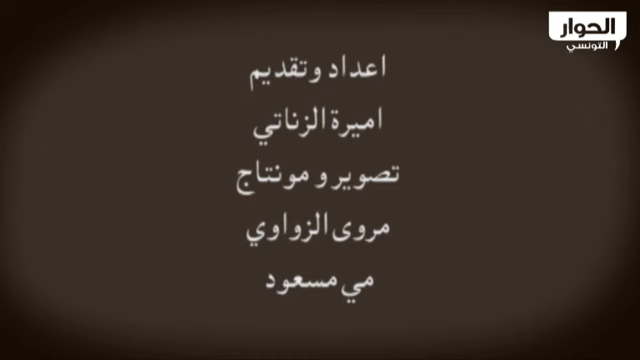 الحوار
التونسي
اعداد وتقديم
اميرة الزناتي
تصوير و مونتاج
مروى الزواوي
مي مسعود